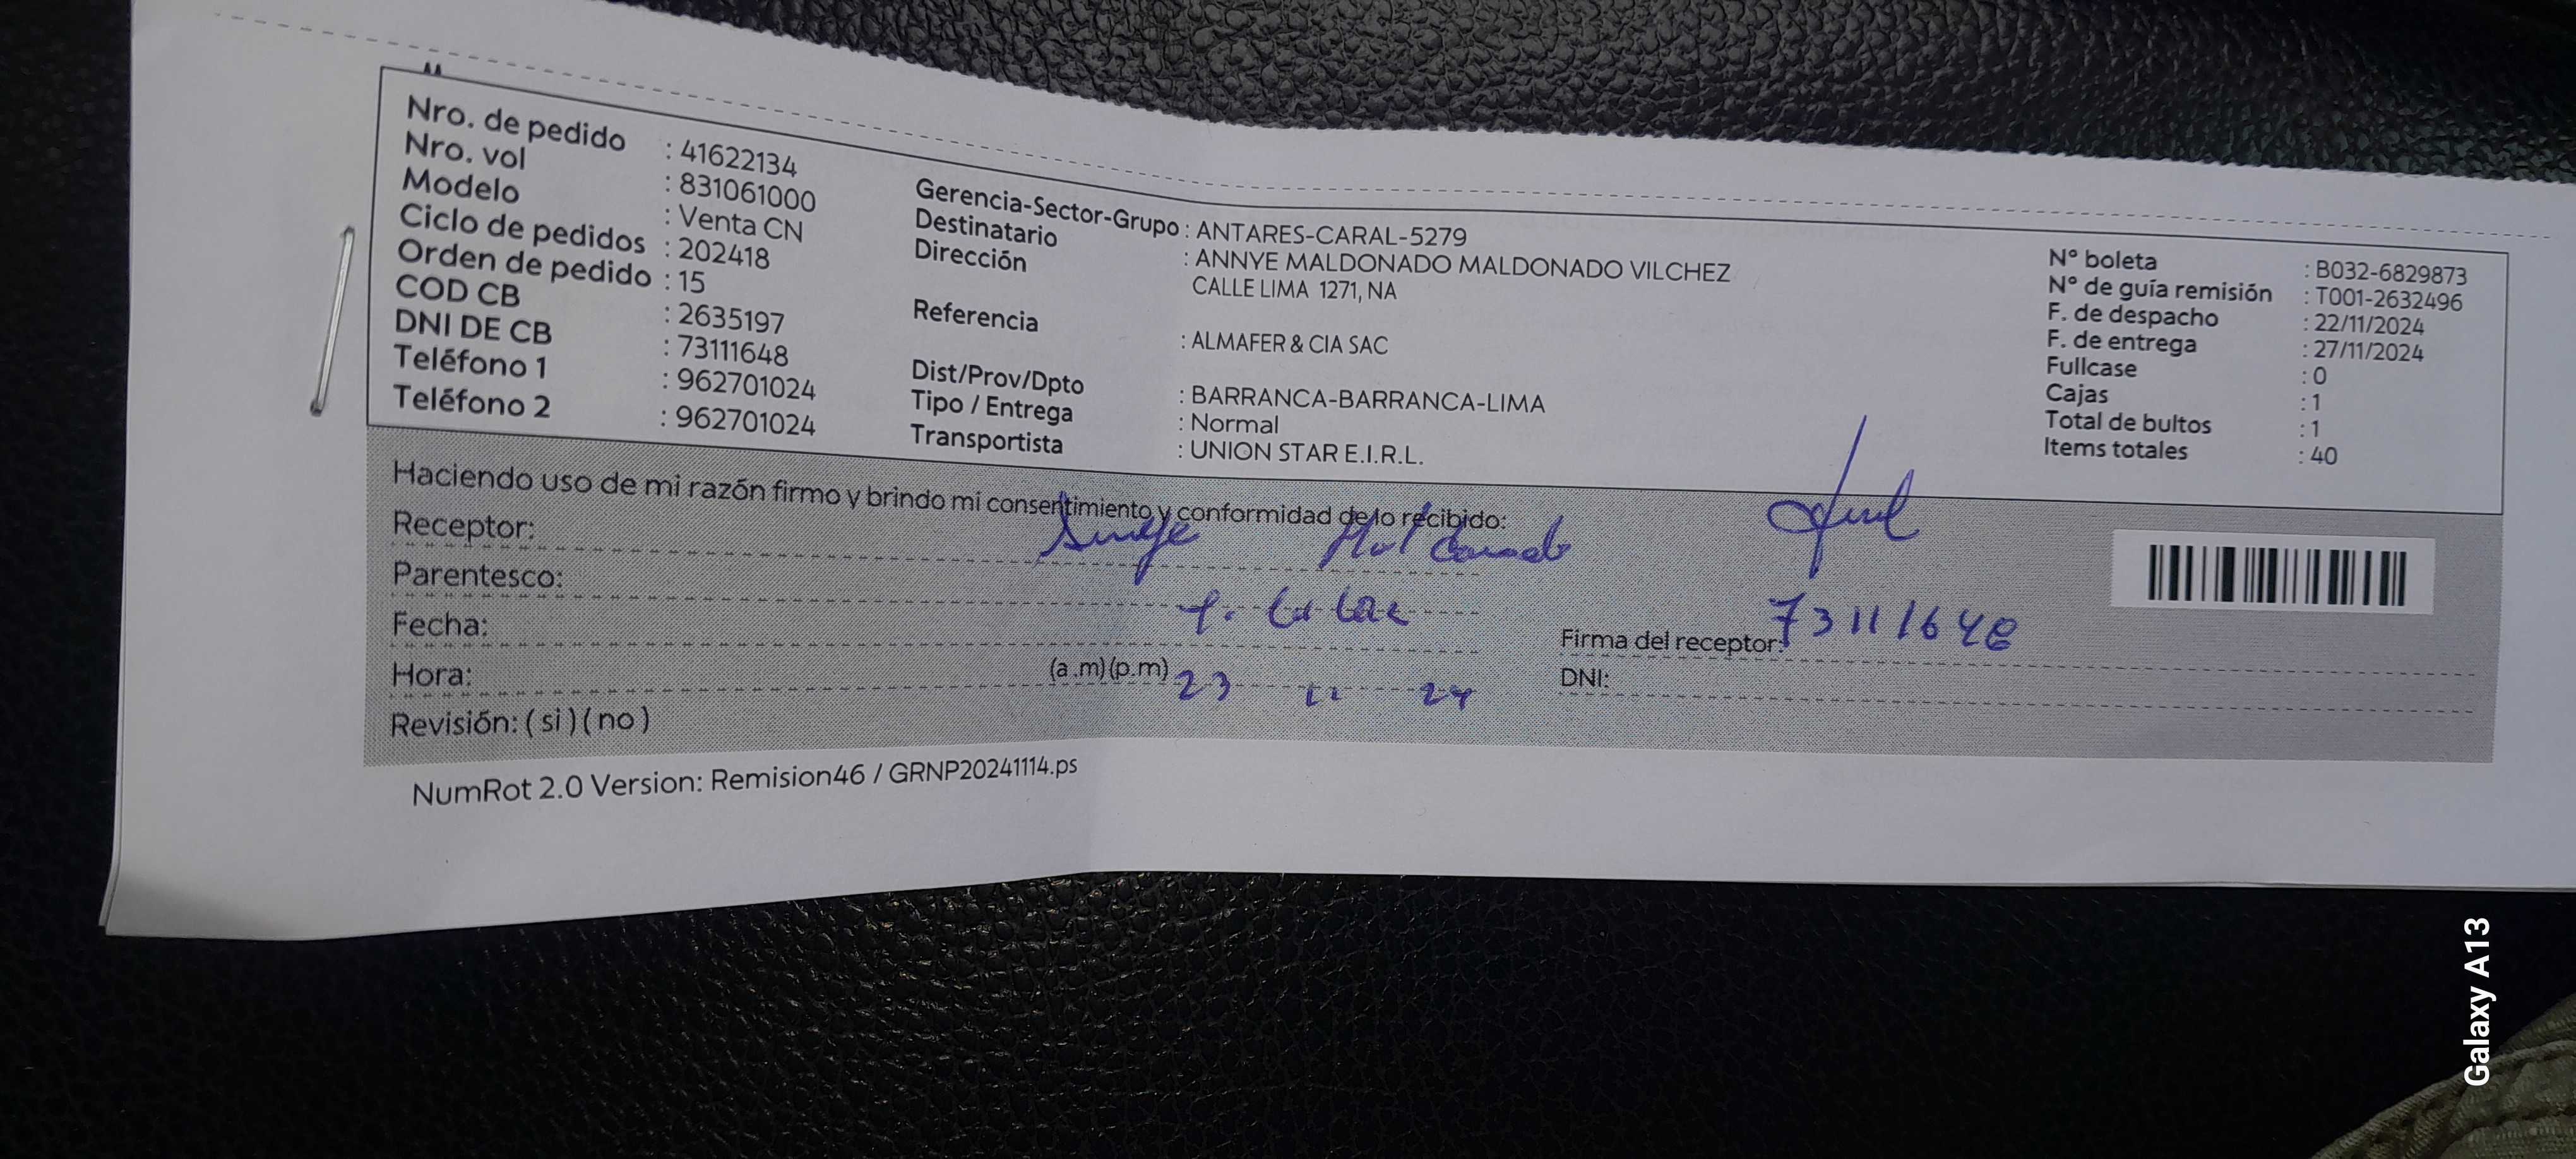 Nro. de pedido : 41622134
Nro. vol : 831061000
Modelo : Venta CN
Ciclo de pedidos : 202418
Orden de pedido : 15
COD CB : 2635197
DNI DE CB : 73111648
Teléfono 1 : 962701024
Teléfono 2 : 962701024
Gerencia-Sector-Grupo : ANTARES-CARAL-5279
Destinatario : ANNYE MALDONADO MALDONADO VILCHEZ
Dirección CALLE LIMA 1271, NA
Referencia : ALMAFER & CIA SAC
Dist/Prov/Dpto : BARRANCA-BARRANCA-LIMA
Tipo / Entrega : Normal
Transportista : UNION STAR E.I.R.L.
N° boleta : B032-6829873
N° de guía remisión : T001-2632496
F. de despacho : 22/11/2024
F. de entrega : 27/11/2024
Fullcase : 0
Cajas : 1
Total de bultos : 1
Items totales : 40
Haciendo uso de mi razón firmo y brindo mi consentimiento y conformidad de lo recibido:
Receptor:
Parentesco:
Fecha:
Hora: (a.m)(p.m) 23 11 24
Revisión: ( si ) ( no )
73111648
Firma del receptor:
DNI:
NumRot 2.0 Version: Remision46 / GRNP20241114.ps
Galaxy A13